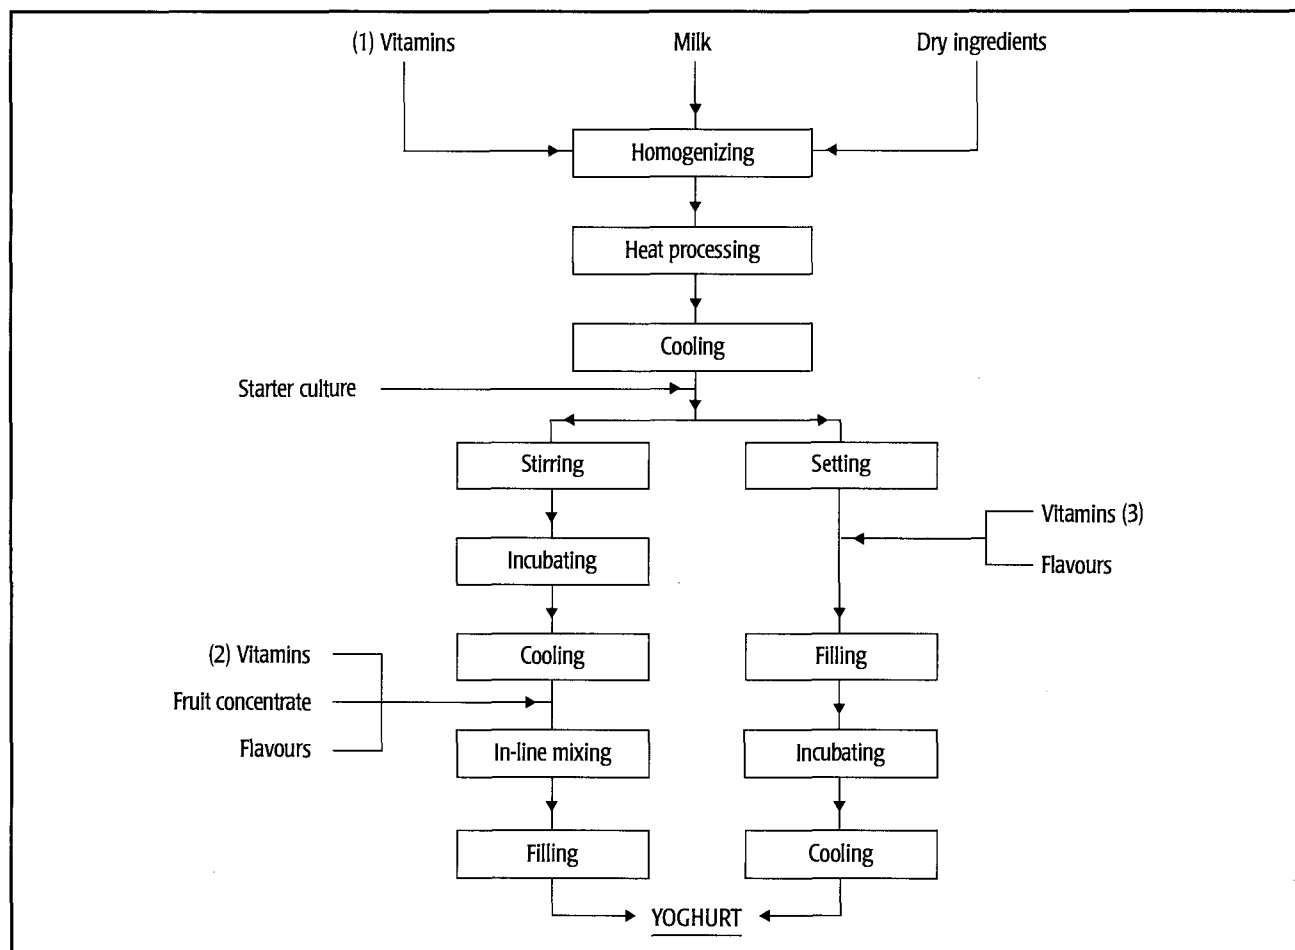 (1) Vitamins
Milk
Dry ingredients
Homogenizing
Heat processing
Cooling
Starter culture
Stirring
Setting
Vitamins (3)
Incubating
Flavours
(2) Vitamins
Cooling
Filling
Fruit concentrate
Flavours
In-line mixing
Incubating
Filling
Cooling
YOGHURT